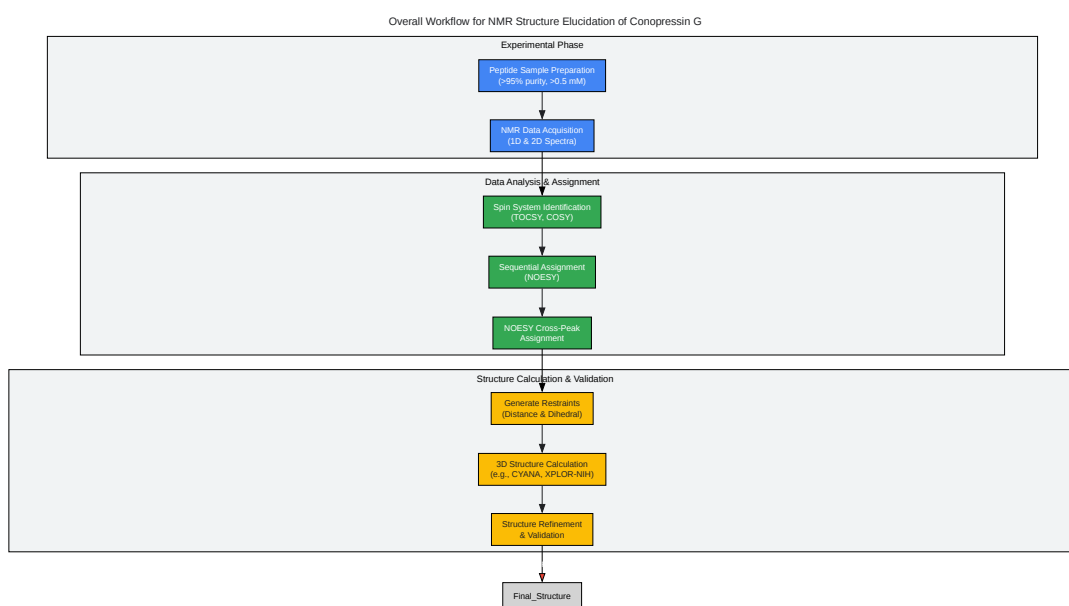 Overall Workflow for NMR Structure Elucidation of Conopressin G
Experimental Phase
Peptide Sample Preparation
(>95% purity, >0.5 mM)
NMR Data Acquisition
(1D & 2D Spectra)
Data Analysis & Assignment
Spin System Identification
(TOCSY, COSY)
Sequential Assignment
(NOESY)
NOESY Cross-Peak
Assignment
Structure Calculation & Validation
Generate Restraints
(Distance & Dihedral)
3D Structure Calculation
(e.g., CYANA, XPLOR-NIH)
Structure Refinement
& Validation
Final_Structure